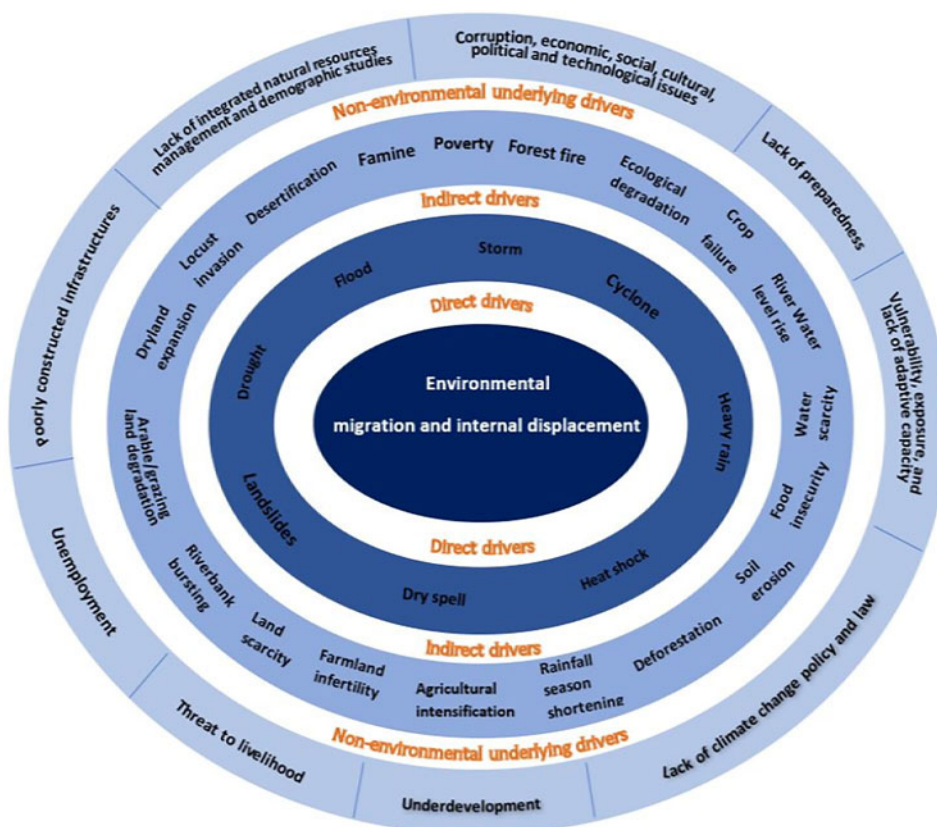 Corruption, economic, social, cultural,
political and technological issues
Lack of preparedness
Vulnerability, exposure, and
lack of adaptive capacity
Lack of climate change policy and law
Underdevelopment
Threat to livelihood
Unemployment
Poorly constructed infrastructures
Lack of integrated natural resources
management and demographic studies
Non-environmental underlying drivers
Poverty
Forest fire
Ecological
degradation
Crop
failure
River Water
level rise
Water
scarcity
Food
insecurity
Soil
erosion
Deforestation
Rainfall
season
shortening
Agricultural
intensification
Farmland
infertility
Land
scarcity
Riverbank
bursting
Arable/grazing
land degradation
Dryland
expansion
Locust
invasion
Desertification
Famine
Indirect drivers
Storm
Cyclone
Heavy rain
Heat shock
Dry spell
Landslides
Drought
Flood
Direct drivers
Environmental
migration and internal displacement
Direct drivers
Indirect drivers
Non-environmental underlying drivers